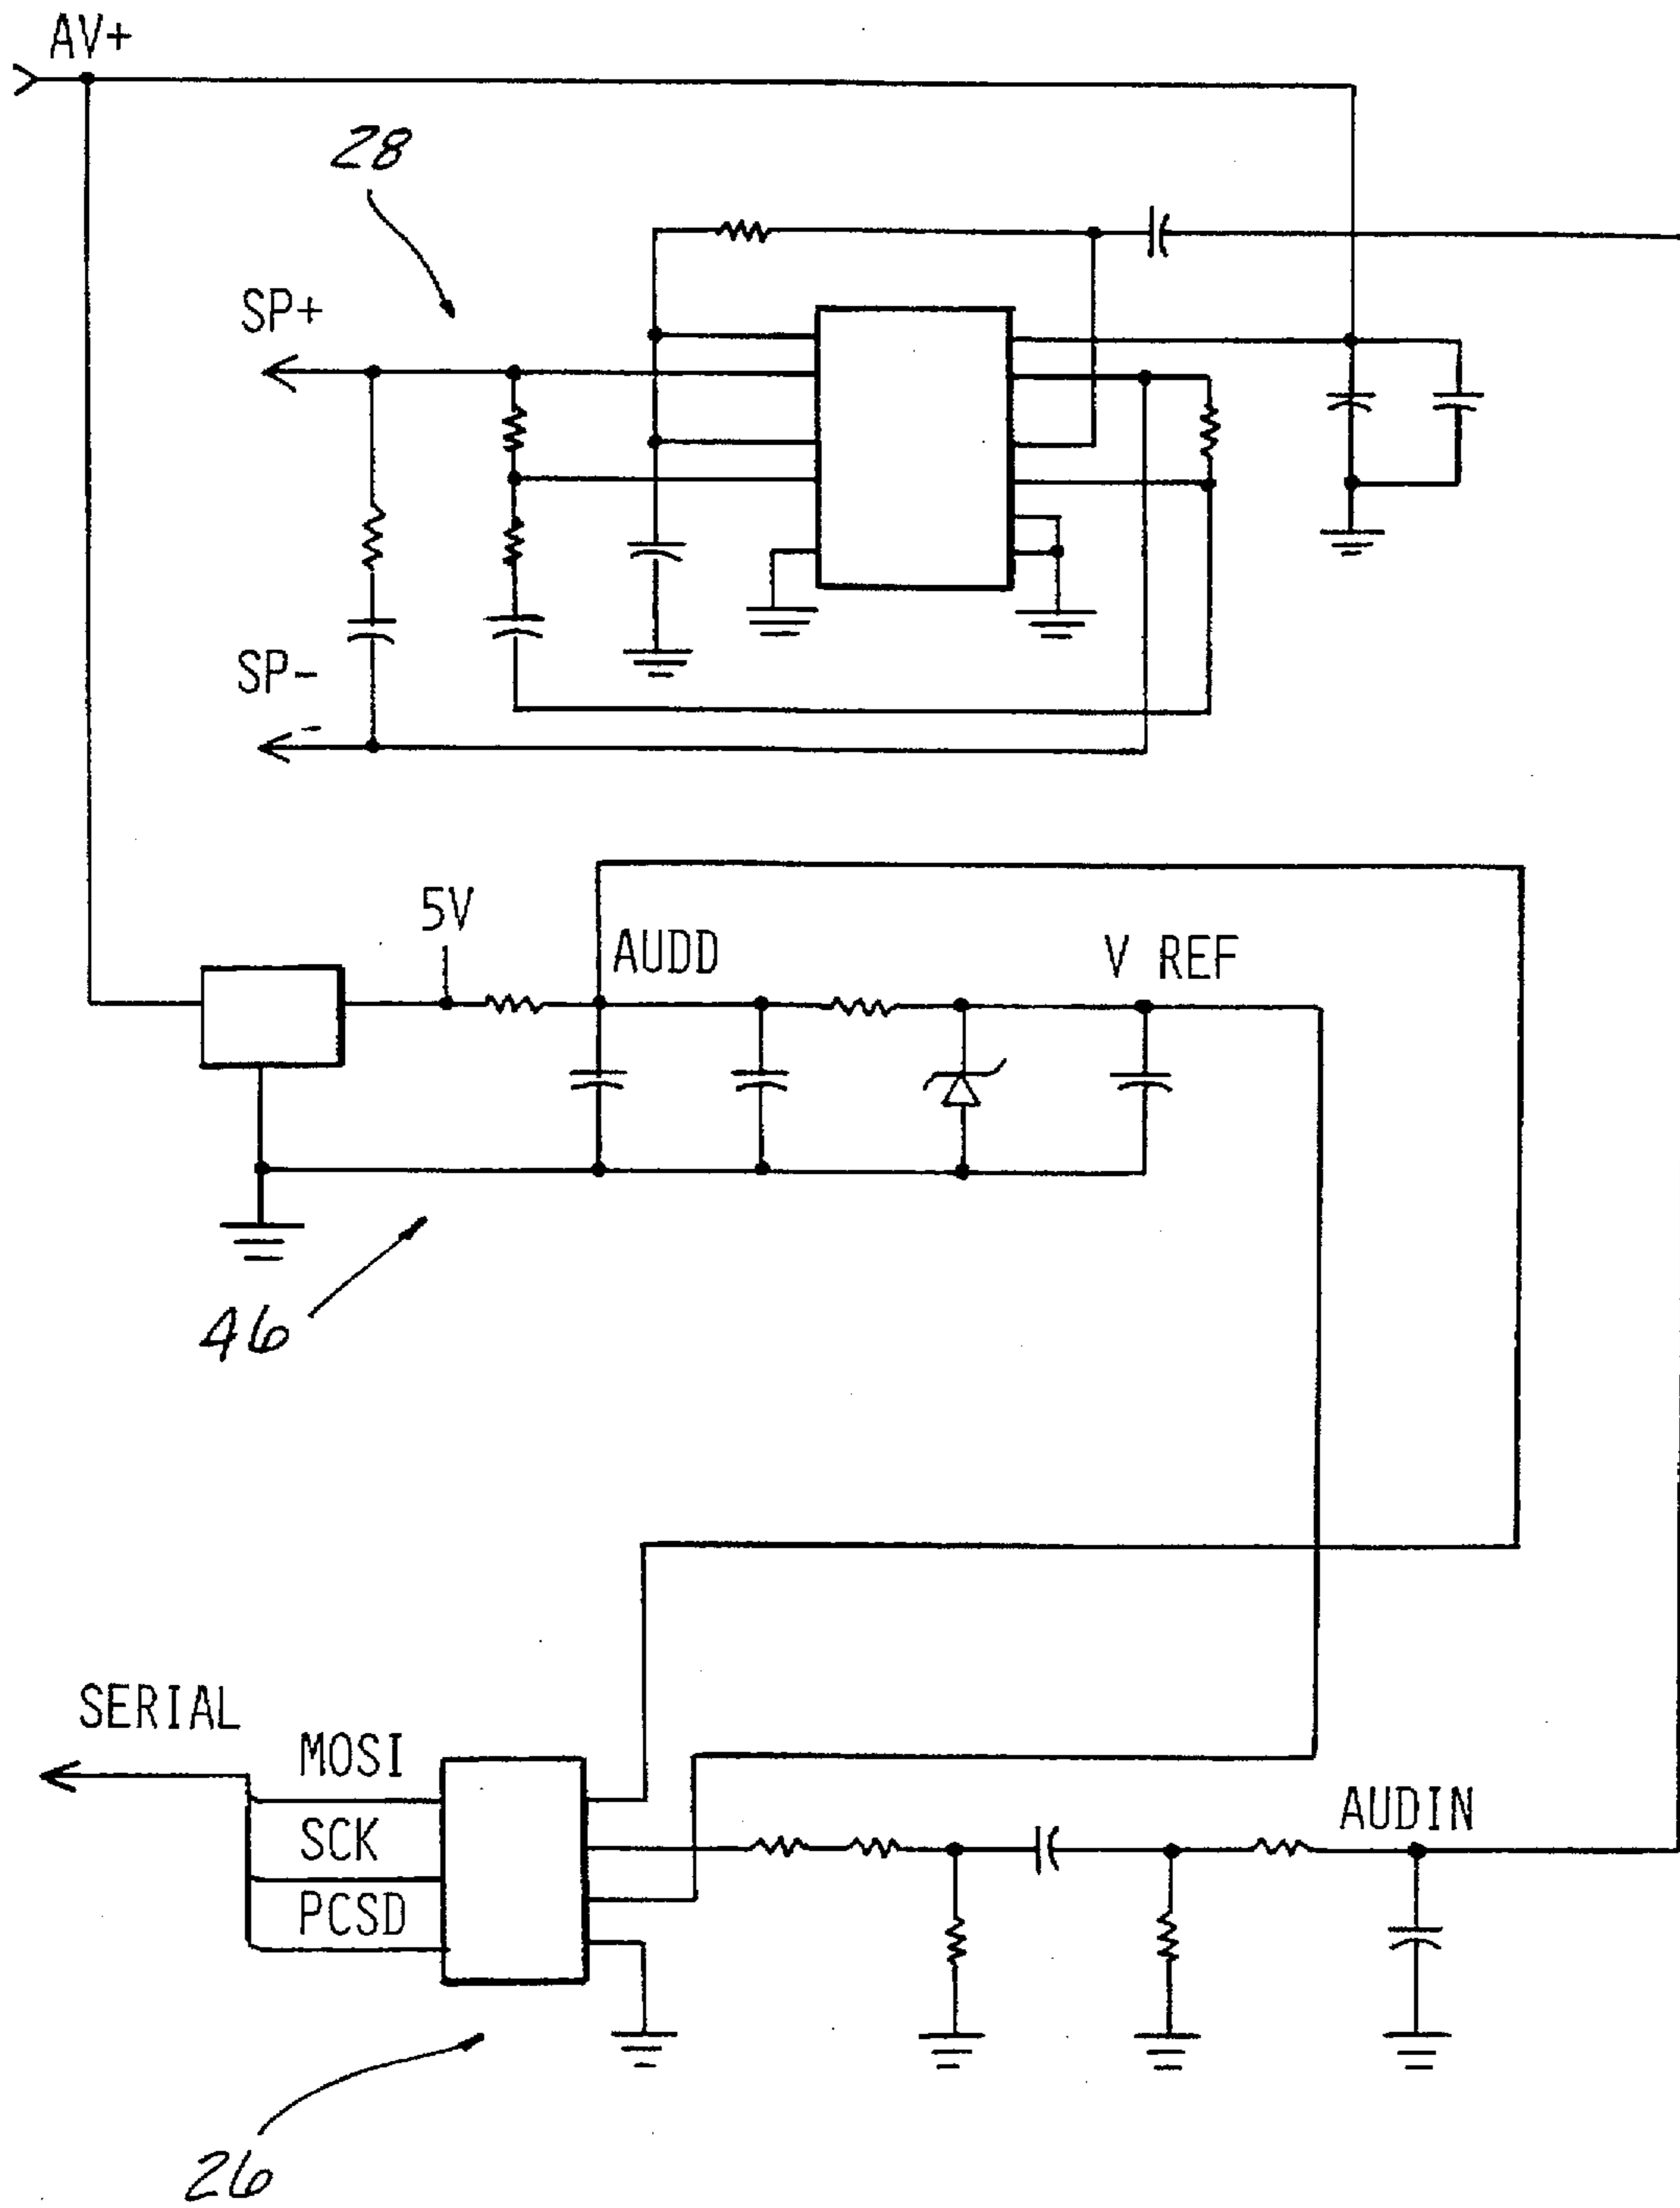 AV+
28
SP+
SP-
5V
AUDD
V REF
46
SERIAL
MOSI
SCK
PCSD
AUDIN
26